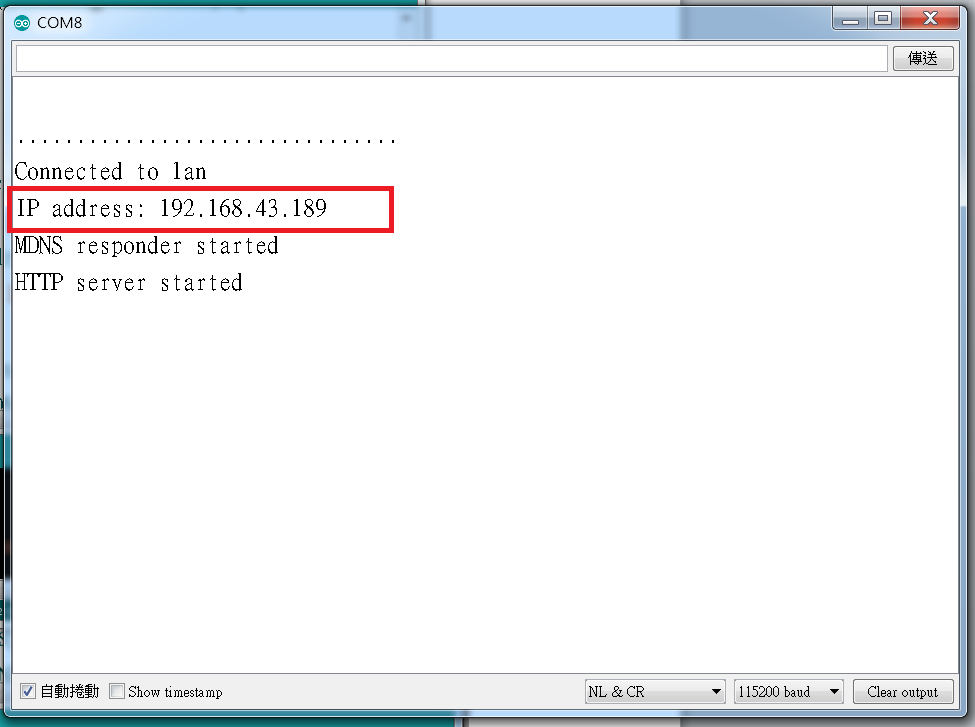 COM8
傳送
................................
Connected to lan
IP address: 192.168.43.189
MDNS responder started
HTTP server started
自動捲動
Show timestamp
NL & CR
115200 baud
Clear output